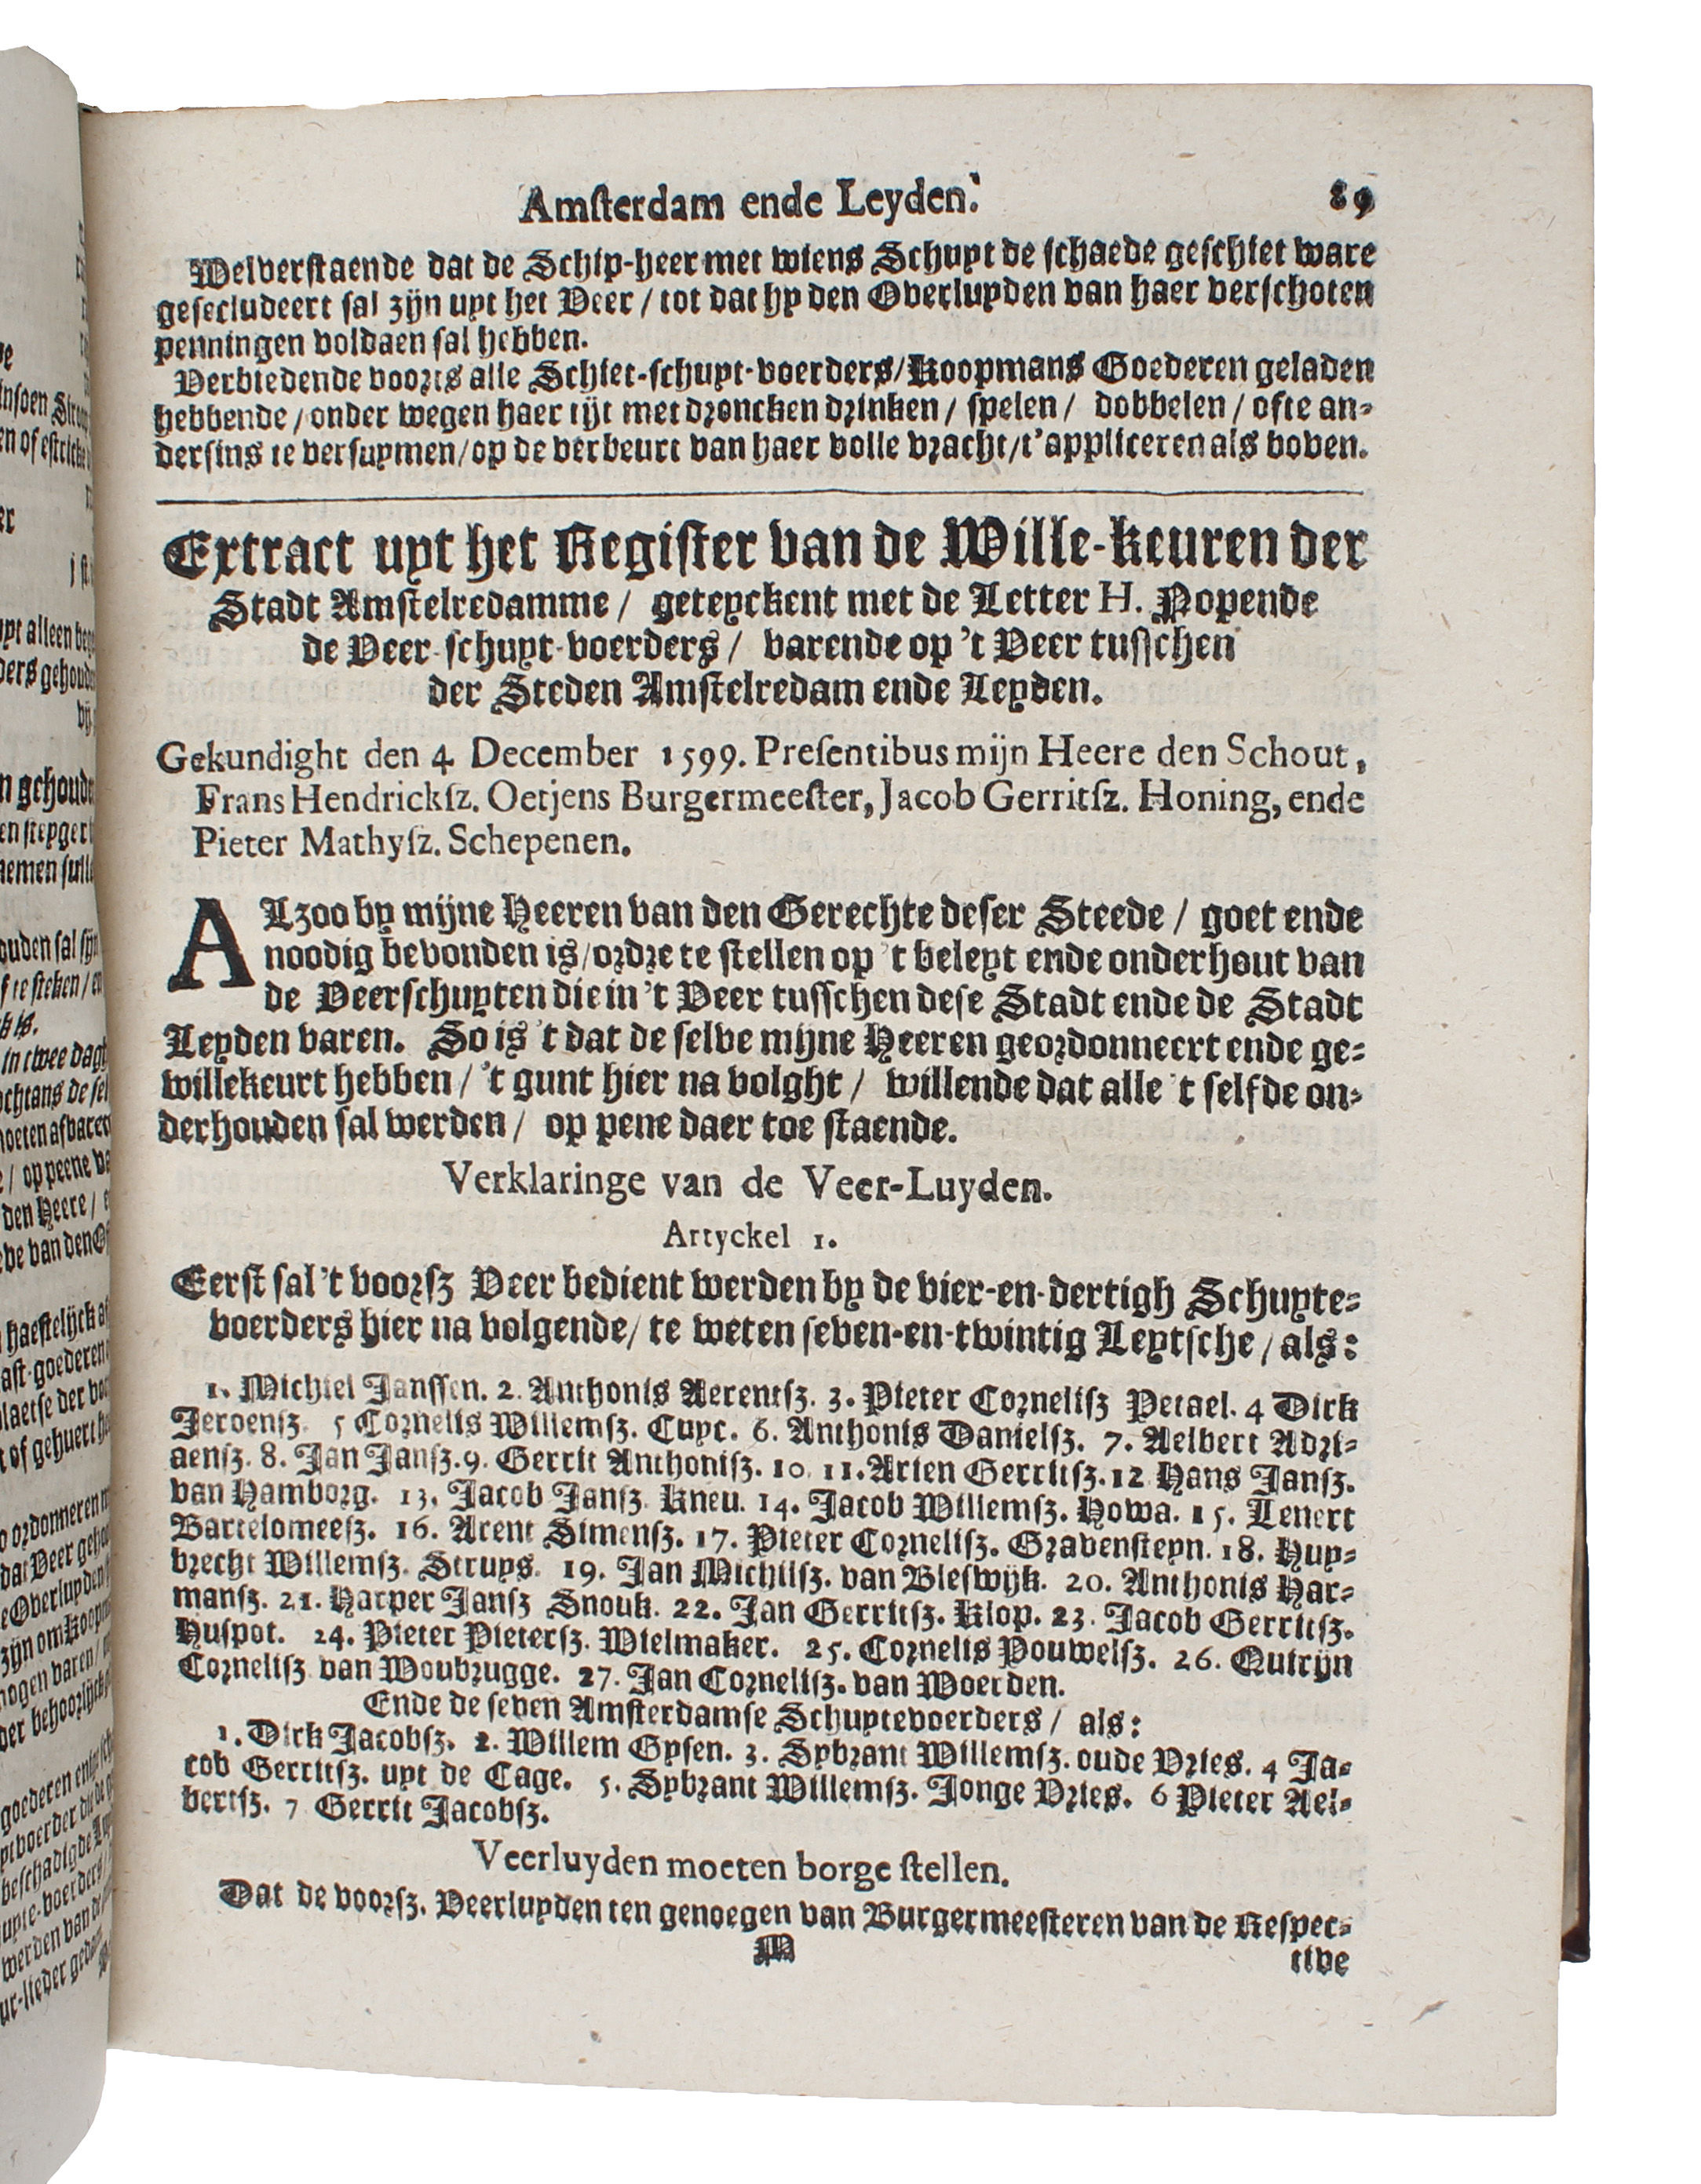 Amſterdam ende Leyden.
89
Welverſtaende dat de Schip-heer met wiens Schuyt de ſchaede geſchiet ware
geſecludeert ſal zijn uyt het Veer / tot dat hy den Overluyden van haer verſchoten
penningen voldaen ſal hebben.
Verbiedende voorts alle Schiet-ſchuyt-voerders/ Koopmans Goederen geladen
hebbende / onder wegen haer tijt met droncken drinken / ſpelen / dobbelen / ofte an-
derſins te verſuymen/ op de verbeurt van haer volle vracht/ t'appliceren als boven.
Extract uyt het Regiſter van de Wille-keuren der
Stadt Amſtelredamme / geteyckent met de Letter H. Nopende
de Veer-ſchuyt-voerders / varende op 't Veer tuſſchen
der Steden Amſtelredam ende Leyden.
Gekundight den 4 December 1599. Preſentibus mijn Heere den Schout,
Frans Hendrickſz. Oetjens Burgermeeſter, Jacob Gerritſz. Honing, ende
Pieter Mathyſz. Schepenen.
ALzoo by mijne Heeren van den Gerechte deſer Steede / goet ende
noodig bevonden is/ ordre te ſtellen op 't beleyt ende onderhout van
de Veerſchuyten die in 't Veer tuſſchen deſe Stadt ende de Stadt
Leyden varen. So is 't dat de ſelve mijne Heeren geordonneert ende ge-
willekeurt hebben / 't gunt hier na volght / willende dat alle 't ſelfde on-
derhouden ſal werden / op pene daer toe ſtaende.
Verklaringe van de Veer-Luyden.
Artyckel 1.
Eerſt ſal 't voorſz Veer bedient werden by de vier-en-dertigh Schuyte-
voerders hier na volgende/ te weten ſeven-en-twintig Leytſche / als:
1. Michiel Janſſen. 2. Anthonis Aerentſz. 3. Pieter Corneliſz Petael. 4 Dirk
Jeroenſz. 5 Cornelis Willemſz. Cuyc. 6. Anthonis Danielſz. 7. Aelbert Adri-
aenſz. 8. Jan Janſz. 9. Gerrit Anthoniſz. 10. 11. Arien Gerritſz. 12 Hans Janſz.
van Hamborg. 13. Jacob Janſz. Kneu. 14. Jacob Willemſz. Howa. 15. Lenert
Bartelomeeſz. 16. Arent Simenſz. 17. Pieter Corneliſz. Gravenſteyn. 18. Huy-
brecht Willemſz. Struys. 19. Jan Michilſz. van Bleſwijk. 20. Anthonis Har-
manſz. 21. Harper Janſz Snouk. 22. Jan Gerritſz. Klop. 23. Jacob Gerritſz.
Huſpot. 24. Pieter Pieterſz. Wielmaker. 25. Cornelis Pouwelſz. 26. Quirijn
Corneliſz van Woubrugge. 27. Jan Corneliſz. van Woerden.
Ende de ſeven Amſterdamſe Schuytevoerders / als:
1. Dirk Jacobſz. 2. Willem Gyſen. 3. Sybrant Willemſz. oude Vries. 4 Ja-
cob Gerritſz. uyt de Cage. 5. Sybrant Willemſz. Jonge Vries. 6 Pieter Ael-
bertſz. 7 Gerrit Jacobſz.
Veerluyden moeten borge ſtellen.
Dat de voorſz. Veerluyden ten genoegen van Burgermeeſteren van de Reſpec-
M
tive